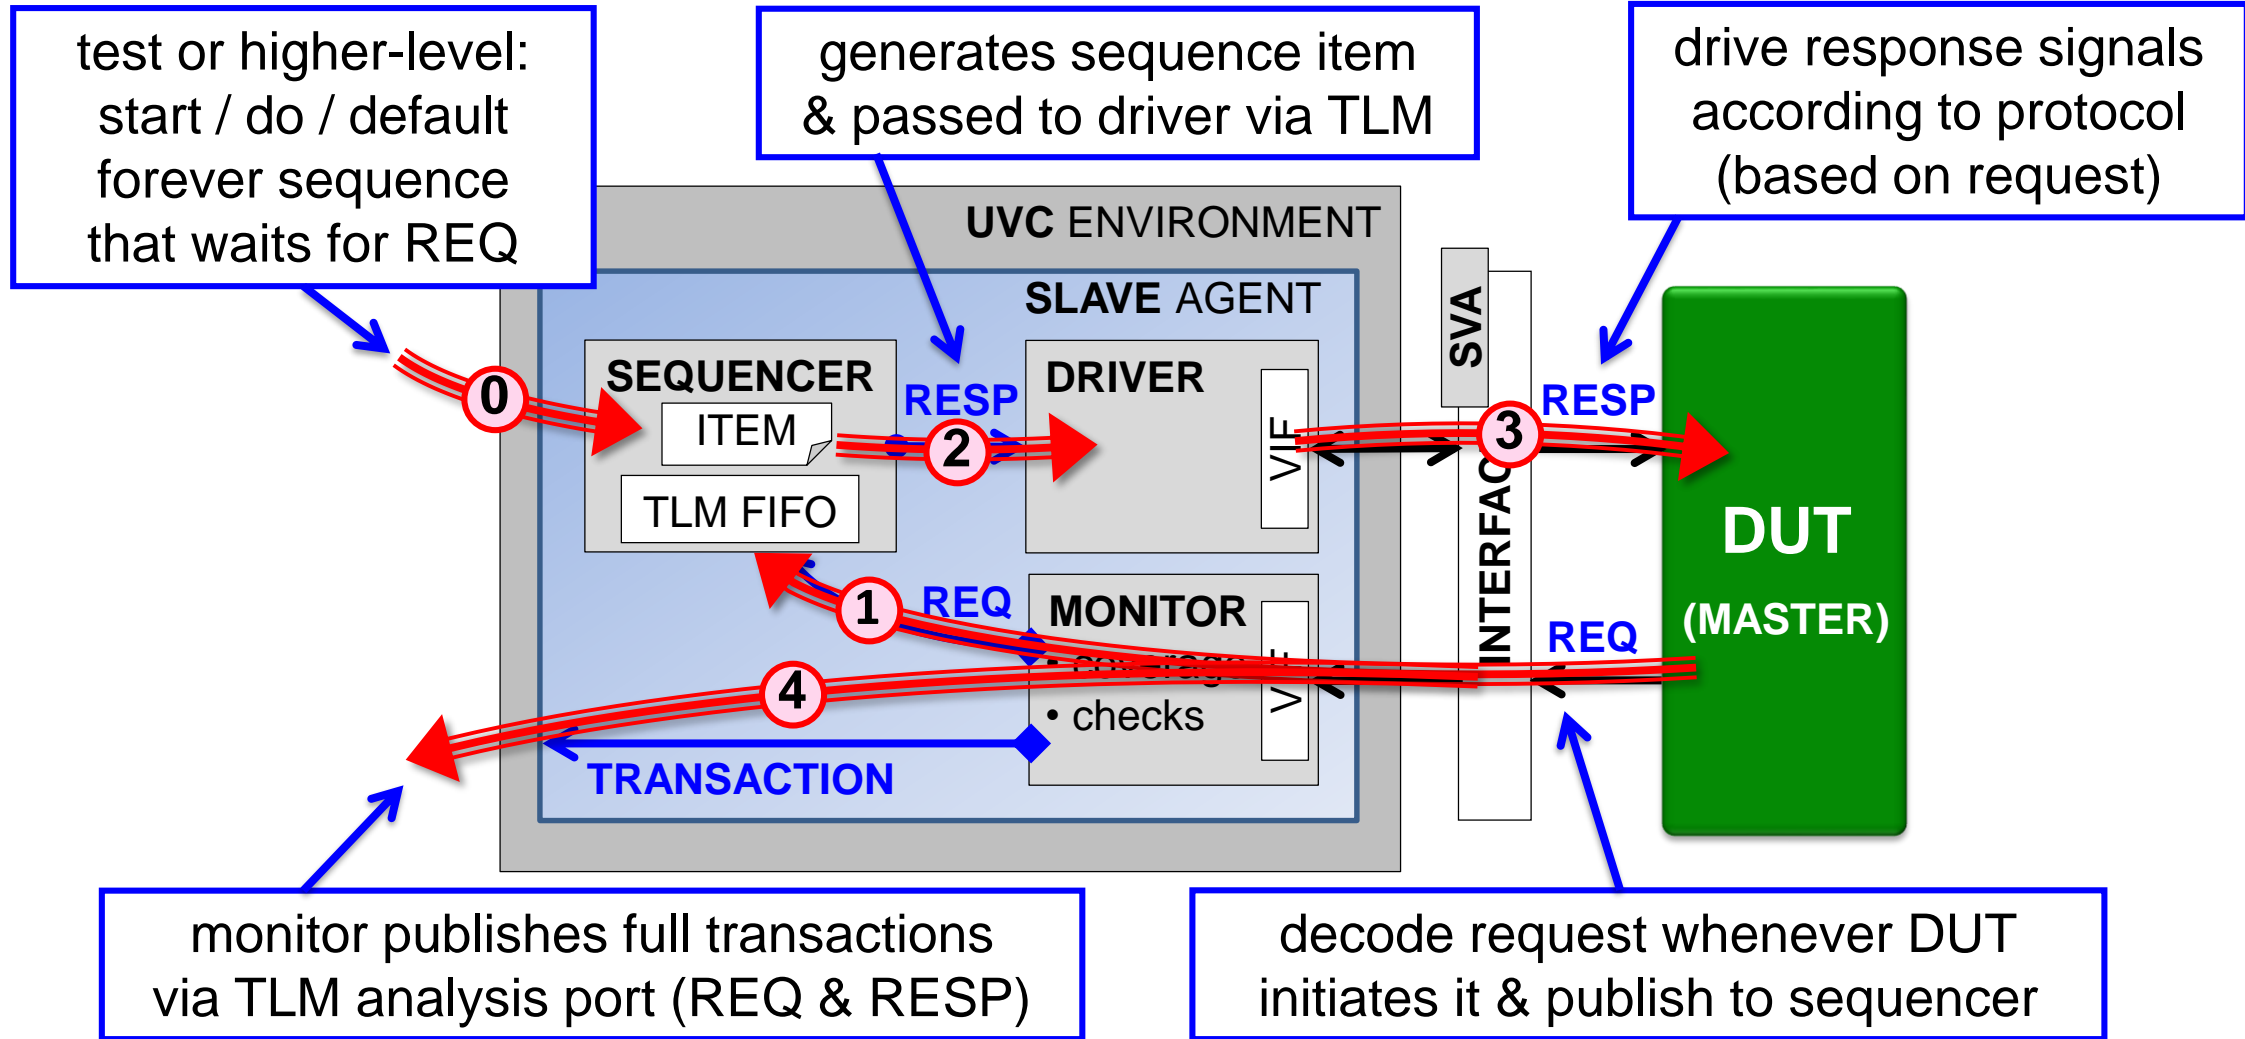 test or higher-level:
start / do / default
forever sequence
that waits for REQ
generates sequence item
& passed to driver via TLM
drive response signals
according to protocol
(based on request)
UVC ENVIRONMENT
SLAVE AGENT
SVA
SEQUENCER
ITEM
TLM FIFO
RESP
DRIVER
VIF
INTERFACE
RESP
0
2
3
DUT
(MASTER)
1
REQ
MONITOR
• coverage
• checks
VIF
REQ
4
TRANSACTION
monitor publishes full transactions
via TLM analysis port (REQ & RESP)
decode request whenever DUT
initiates it & publish to sequencer